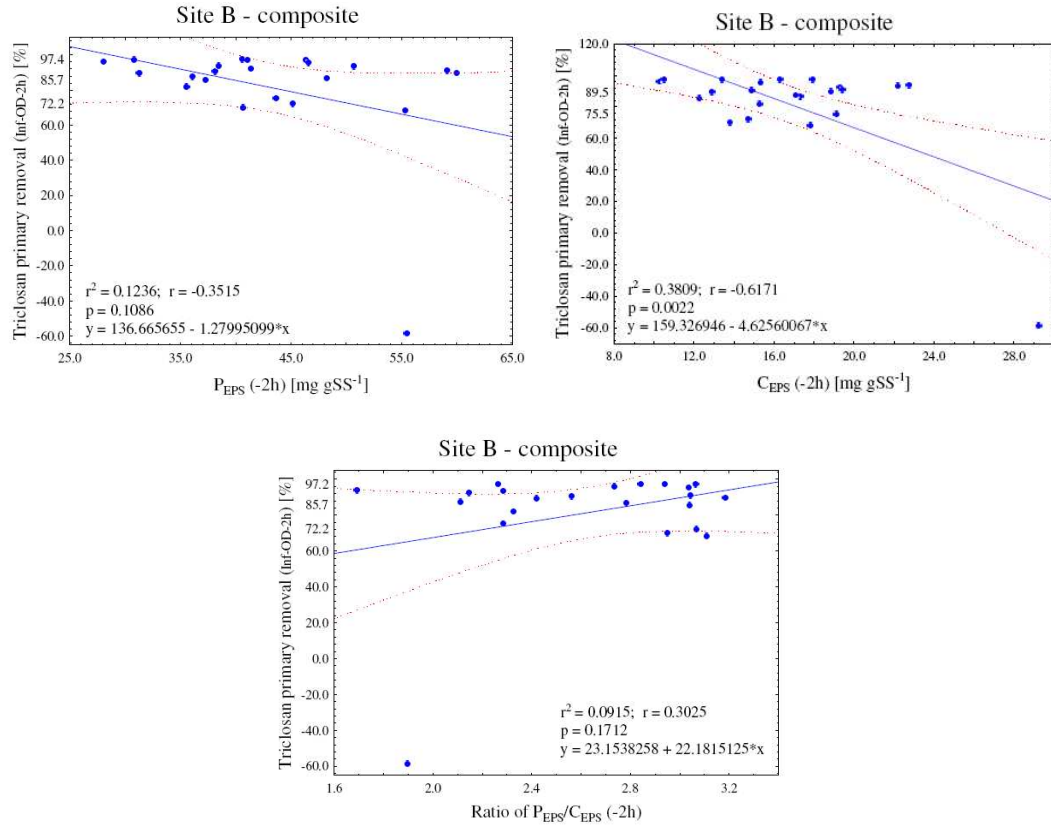 Site B - composite
Triclosan primary removal (Inf-OD-2h) [%]
97.4
85.7
72.2
60.0
40.0
20.0
0.0
-20.0
-40.0
-60.0
r² = 0.1236; r = -0.3515
p = 0.1086
y = 136.665655 - 1.27995099*x
25.0 35.0 45.0 55.0 65.0
P_EPS (-2h) [mg gSS⁻¹]
Site B - composite
Triclosan primary removal (Inf-OD-2h) [%]
120.0
89.5
75.5
60.0
40.0
20.0
0.0
-20.0
-40.0
-60.0
r² = 0.3809; r = -0.6171
p = 0.0022
y = 159.326946 - 4.62560067*x
8.0 12.0 16.0 20.0 24.0 28.0
C_EPS (-2h) [mg gSS⁻¹]
Site B - composite
Triclosan primary removal (Inf-OD-2h) [%]
97.2
85.7
72.2
60.0
40.0
20.0
0.0
-20.0
-40.0
-60.0
r² = 0.0915; r = 0.3025
p = 0.1712
y = 23.1538258 + 22.1815125*x
1.6 2.0 2.4 2.8 3.2
Ratio of P_EPS/C_EPS (-2h)